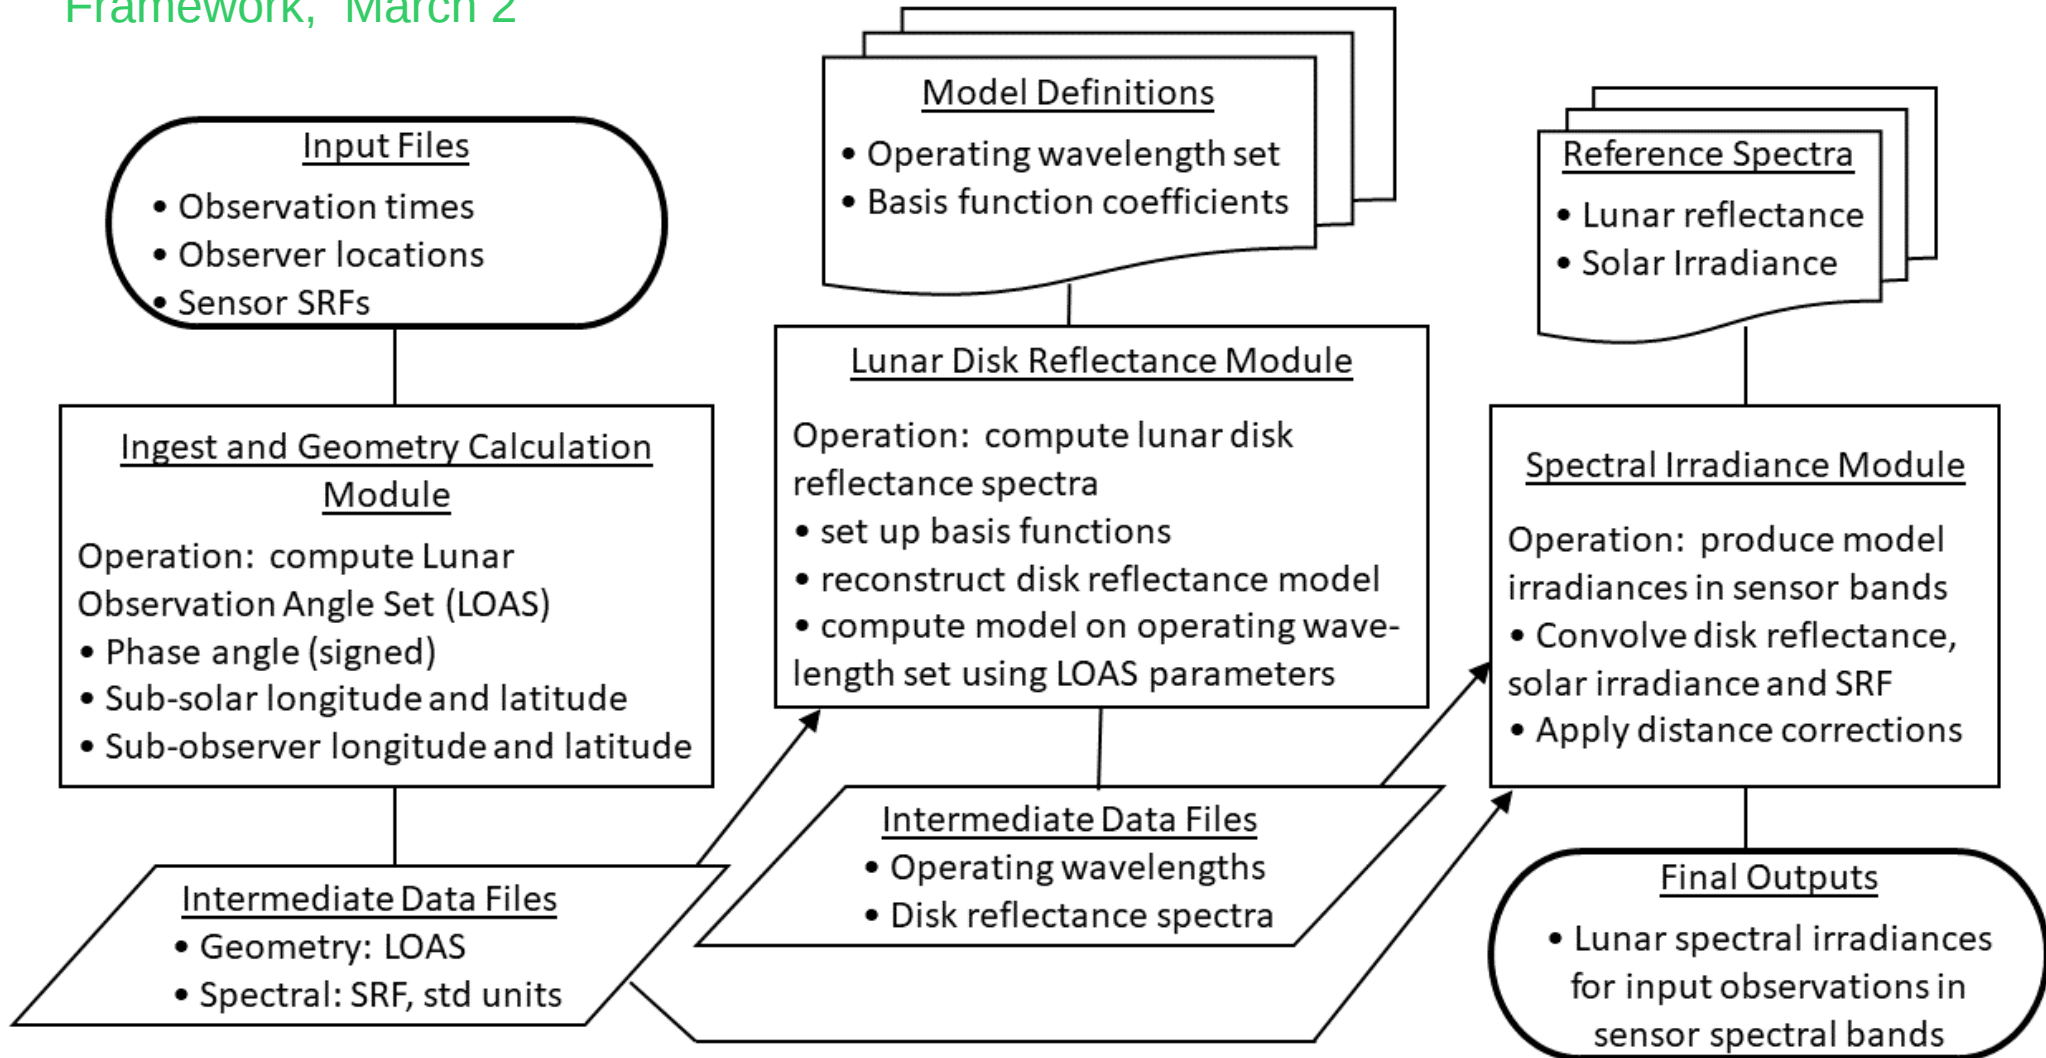 Framework, March 2
Input Files
• Observation times
• Observer locations
• Sensor SRFs
Ingest and Geometry Calculation
Module
Operation: compute Lunar
Observation Angle Set (LOAS)
• Phase angle (signed)
• Sub-solar longitude and latitude
• Sub-observer longitude and latitude
Intermediate Data Files
• Geometry: LOAS
• Spectral: SRF, std units
Model Definitions
• Operating wavelength set
• Basis function coefficients
Lunar Disk Reflectance Module
Operation: compute lunar disk
reflectance spectra
• set up basis functions
• reconstruct disk reflectance model
• compute model on operating wave-
length set using LOAS parameters
Intermediate Data Files
• Operating wavelengths
• Disk reflectance spectra
Reference Spectra
• Lunar reflectance
• Solar Irradiance
Spectral Irradiance Module
Operation: produce model
irradiances in sensor bands
• Convolve disk reflectance,
solar irradiance and SRF
• Apply distance corrections
Final Outputs
• Lunar spectral irradiances
for input observations in
sensor spectral bands